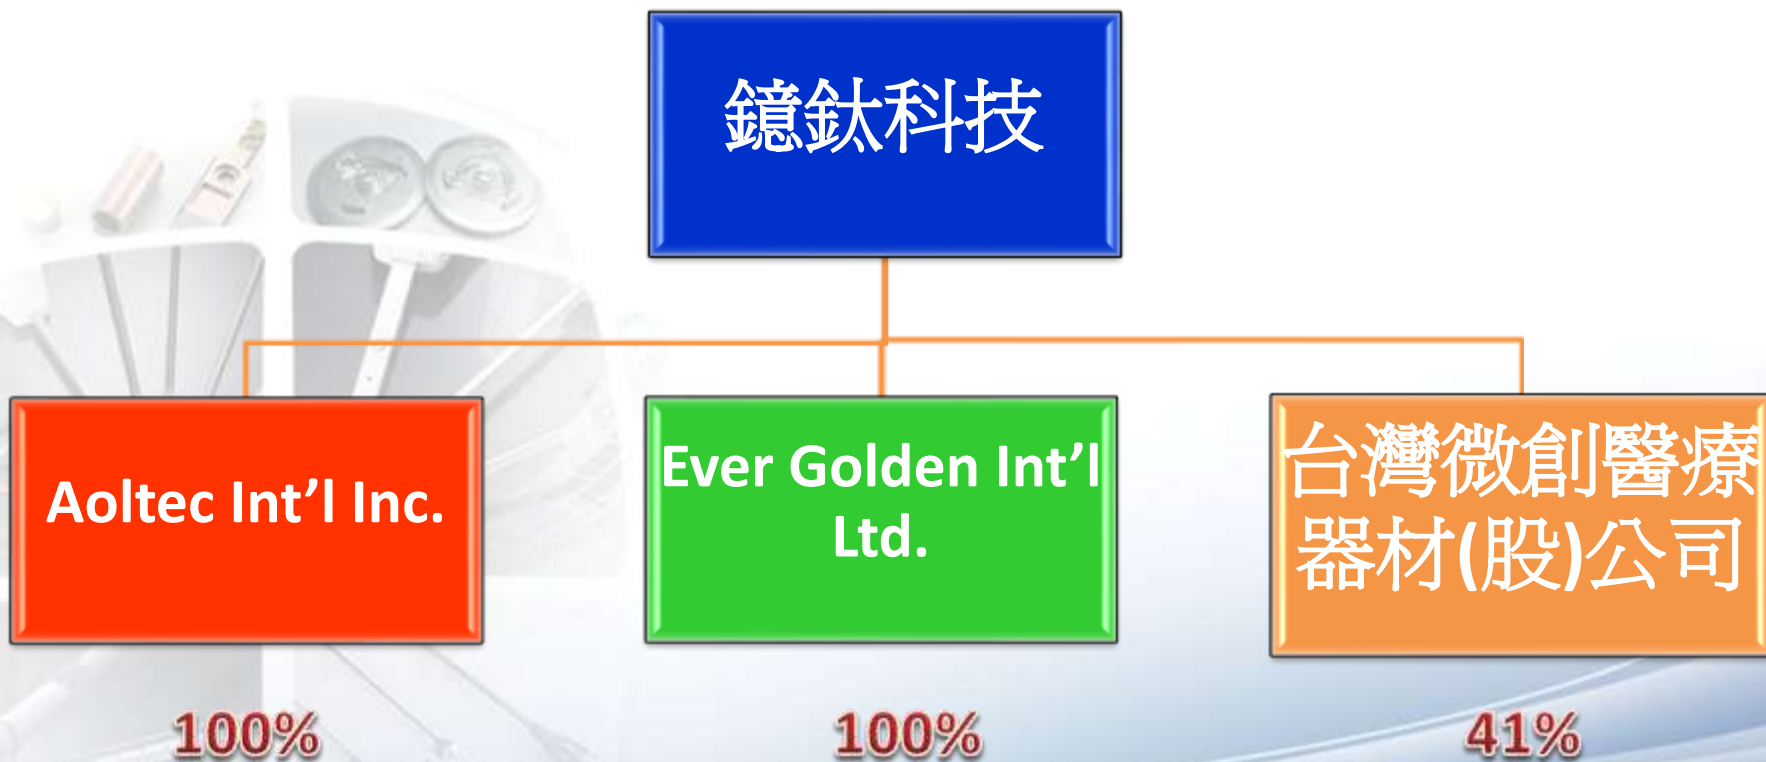 鐿鈦科技
Aoltec Int’l Inc.
Ever Golden Int’l
Ltd.
台灣微創醫療
器材(股)公司
100%
100%
41%